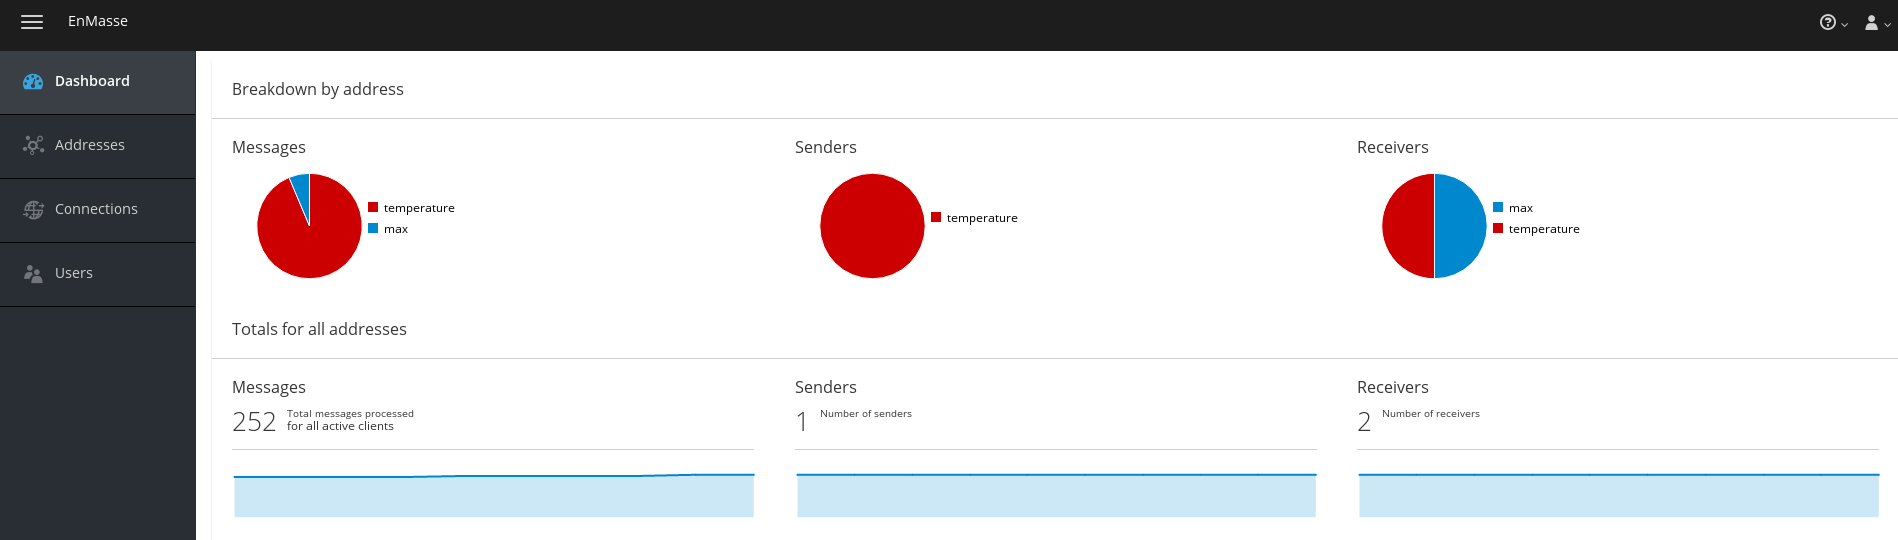 EnMasse
Dashboard
Addresses
Connections
Users
Breakdown by address
Messages
temperature
max
Senders
temperature
Receivers
max
temperature
Totals for all addresses
Messages
252
Total messages processed
for all active clients
Senders
1
Number of senders
Receivers
2
Number of receivers